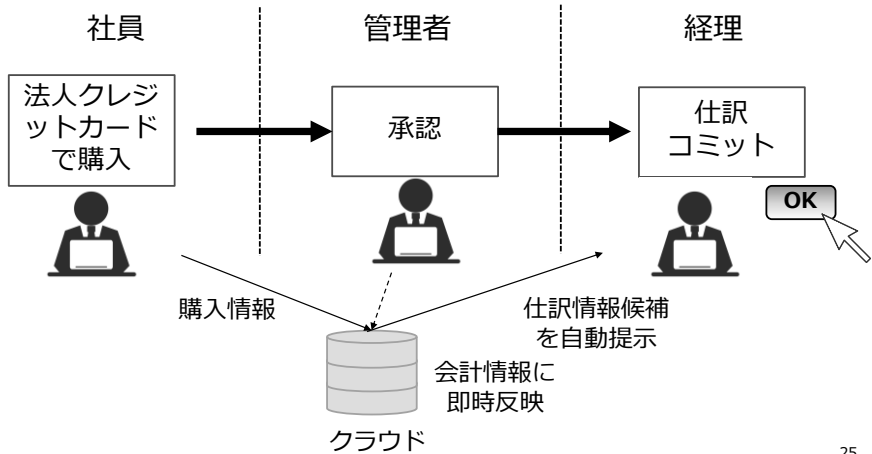 社員
管理者
経理
法人クレジ
ットカード
で購入
承認
仕訳
コミット
OK
購入情報
仕訳情報候補
を自動提示
会計情報に
即時反映
クラウド
25